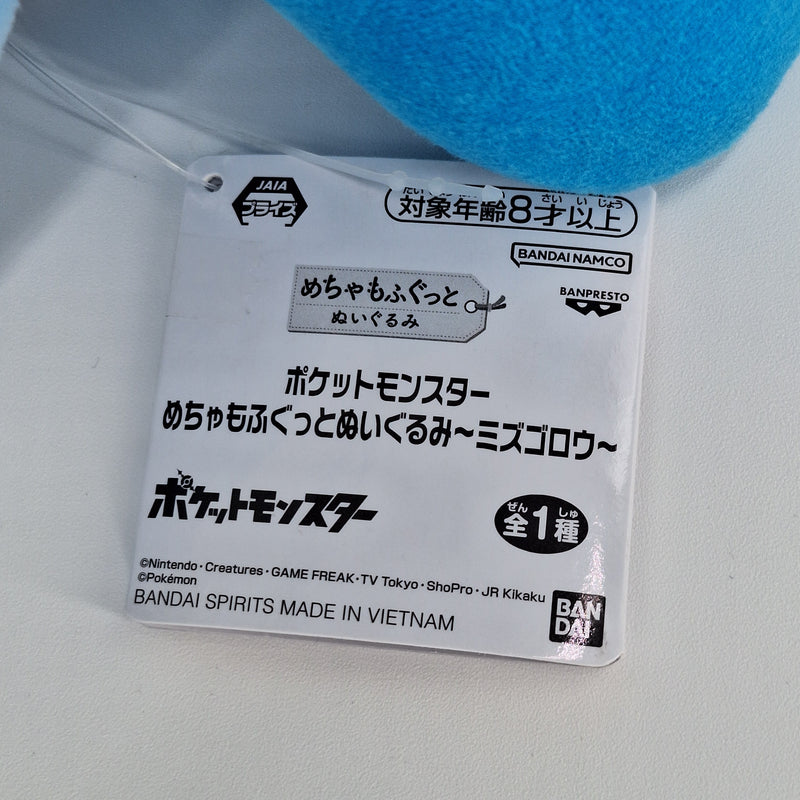 JAIA
プライズ
たい しょう ねん れい さい い じょう
対象年齢8才以上
BANDAI NAMCO
BANPRESTO
めちゃもふぐっと
ぬいぐるみ
ポケットモンスター
めちゃもふぐっとぬいぐるみ~ミズゴロウ~
ポケットモンスター
ぜん しゅ
全1種
©Nintendo・Creatures・GAME FREAK・TV Tokyo・ShoPro・JR Kikaku
©Pokémon
BANDAI SPIRITS MADE IN VIETNAM
BAN
DAI